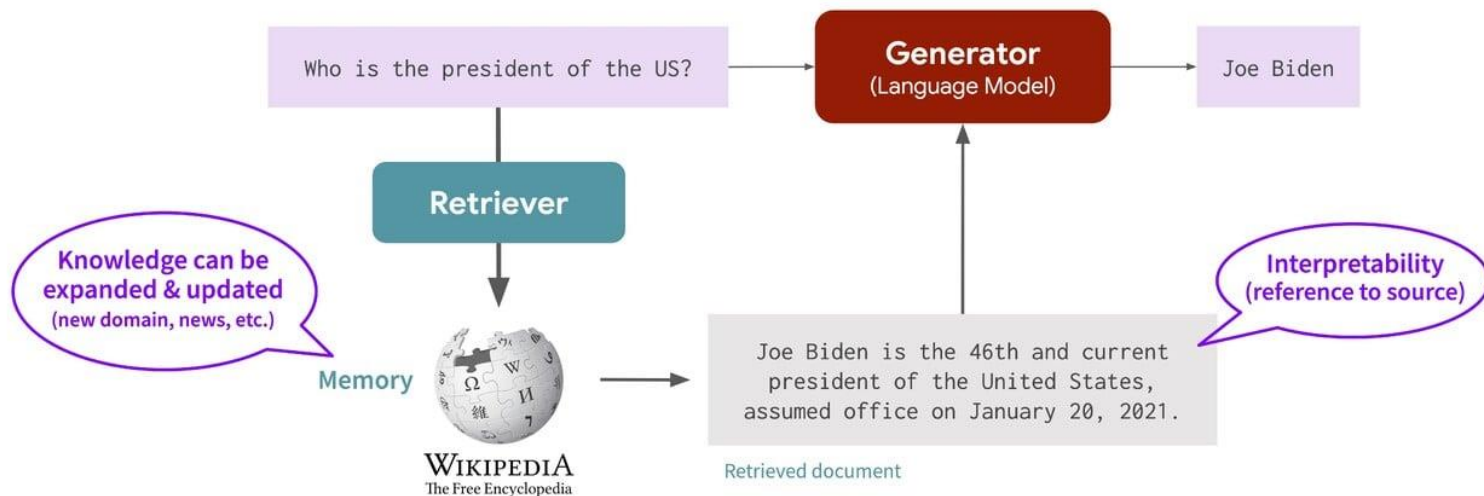 Who is the president of the US?
Generator
(Language Model)
Joe Biden
Retriever
Knowledge can be
expanded & updated
(new domain, news, etc.)
Interpretability
(reference to source)
Memory
Ω
W
И
維
Joe Biden is the 46th and current
president of the United States,
assumed office on January 20, 2021.
WIKIPEDIA
The Free Encyclopedia
Retrieved document